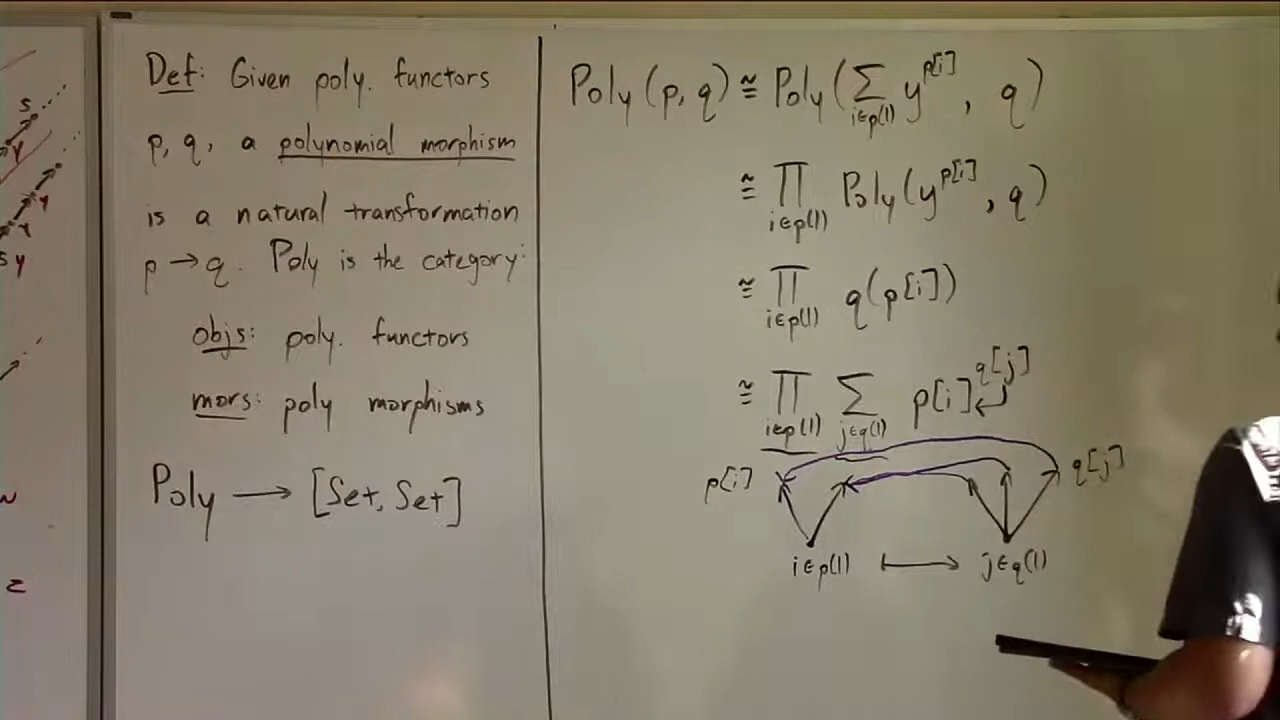 Def: Given poly. functors
p, q, a polynomial morphism
is a natural transformation
p → q. Poly is the category:
objs: poly. functors
mors: poly morphisms
Poly → [Set, Set]
Poly(p, q) ≅ Poly(∑_{i∈p(1)} y^{p[i]}, q)
≅ ∏_{i∈p(1)} Poly(y^{p[i]}, q)
≅ ∏_{i∈p(1)} q(p[i])
≅ ∏_{i∈p(1)} ∑_{j∈q(1)} p[i]^{q[j]}
p[i] q[j]
i∈p(1) ↦ j∈q(1)
S
Y
Y
Y
S Y
N
Z